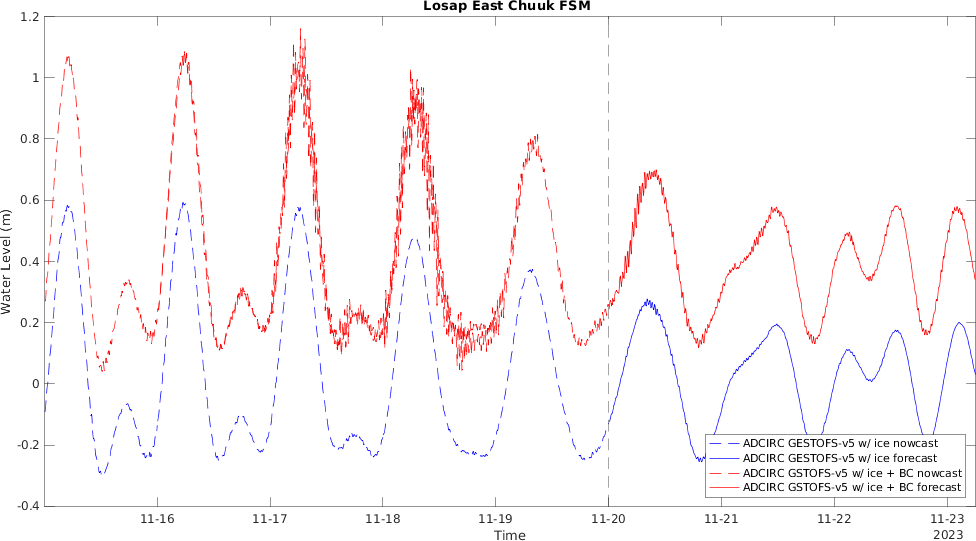 Losap East Chuuk FSM
1.2
1
0.8
0.6
0.4
0.2
0
-0.2
-0.4
Water Level (m)
ADCIRC GESTOFS-v5 w/ ice nowcast
ADCIRC GESTOFS-v5 w/ ice forecast
ADCIRC GSTOFS-v5 w/ ice + BC nowcast
ADCIRC GSTOFS-v5 w/ ice + BC forecast
11-16 11-17 11-18 11-19 11-20 11-21 11-22 11-23
Time
2023